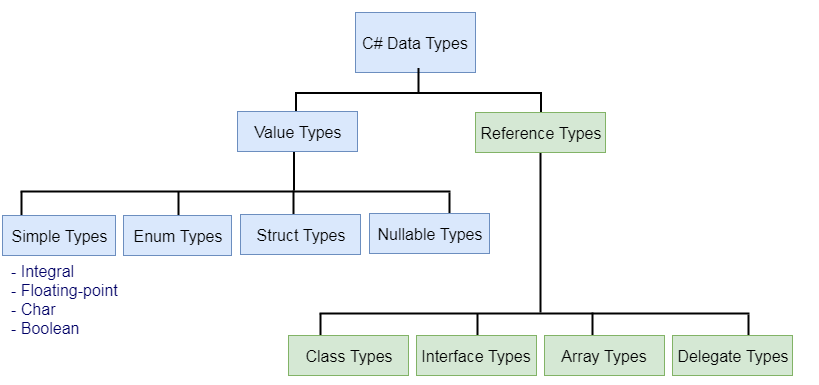 C# Data Types
Value Types
Reference Types
Simple Types
Enum Types
Struct Types
Nullable Types
- Integral
- Floating-point
- Char
- Boolean
Class Types
Interface Types
Array Types
Delegate Types